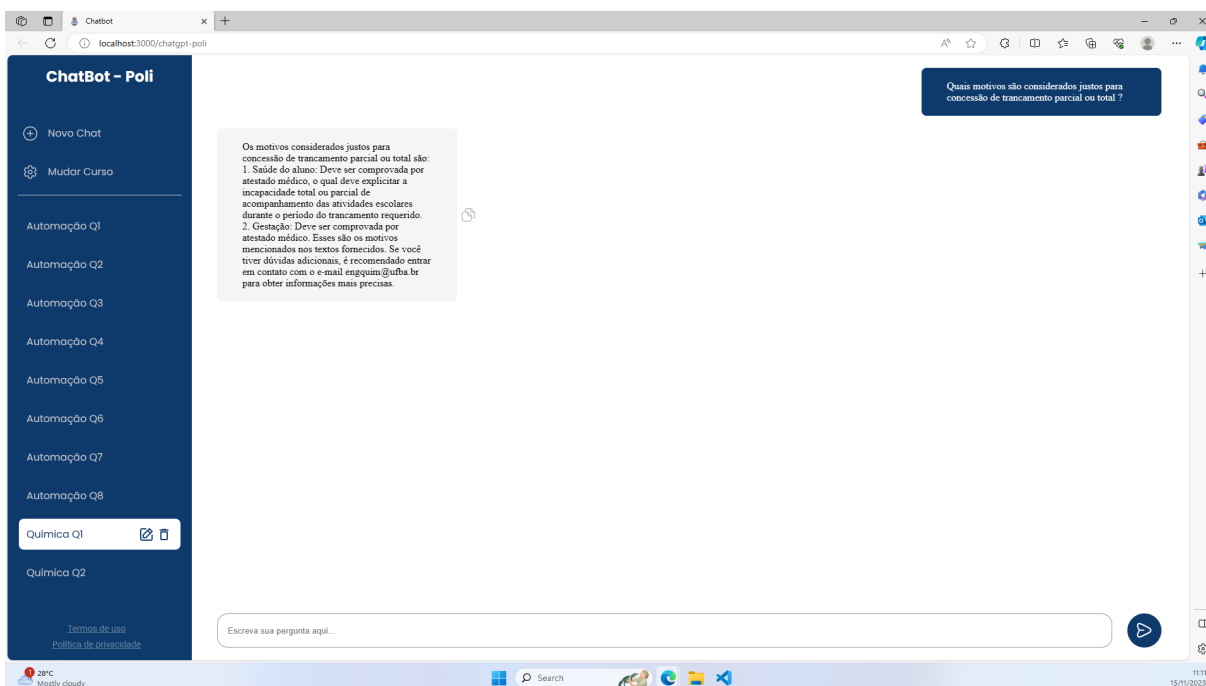 Chatbot
localhost:3000/chatgpt-poli
ChatBot - Poli
Novo Chat
Mudar Curso
Automação Q1
Automação Q2
Automação Q3
Automação Q4
Automação Q5
Automação Q6
Automação Q7
Automação Q8
Química Q1
Química Q2
Termos de uso
Política de privacidade
Quais motivos são considerados justos para
concessão de trancamento parcial ou total ?
Os motivos considerados justos para
concessão de trancamento parcial ou total são:
1. Saúde do aluno: Deve ser comprovada por
atestado médico, o qual deve explicitar a
incapacidade total ou parcial de
acompanhamento das atividades escolares
durante o período do trancamento requerido.
2. Gestação: Deve ser comprovada por
atestado médico. Esses são os motivos
mencionados nos textos fornecidos. Se você
tiver dúvidas adicionais, é recomendado entrar
em contato com o e-mail engquim@ufba.br
para obter informações mais precisas.
Escreva sua pergunta aqui...
1
28°C
Mostly cloudy
Search
11:11
15/11/2023